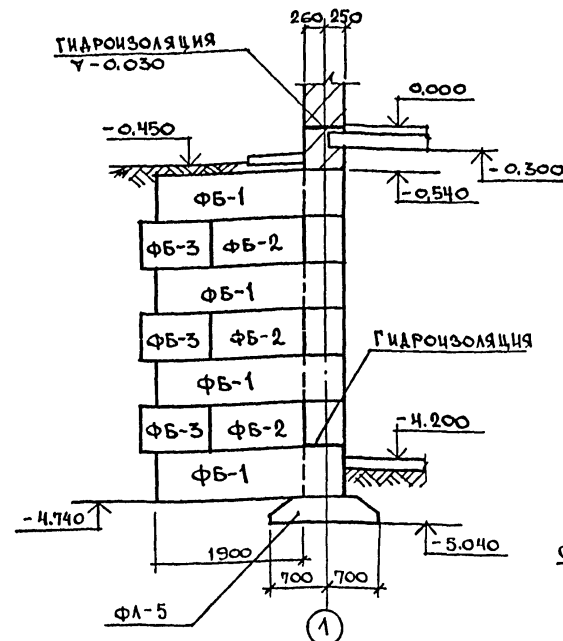 260 250
ГИДРОИЗОЛЯЦИЯ
-0.030
0.000
-0.450
-0.300
-0.540
ФБ-1
ФБ-3 ФБ-2
ФБ-1
ФБ-3 ФБ-2
ГИДРОИЗОЛЯЦИЯ
ФБ-1
ФБ-3 ФБ-2
-4.200
ФБ-1
-4.740
-5.040
1900
700 700
ФЛ-5
1